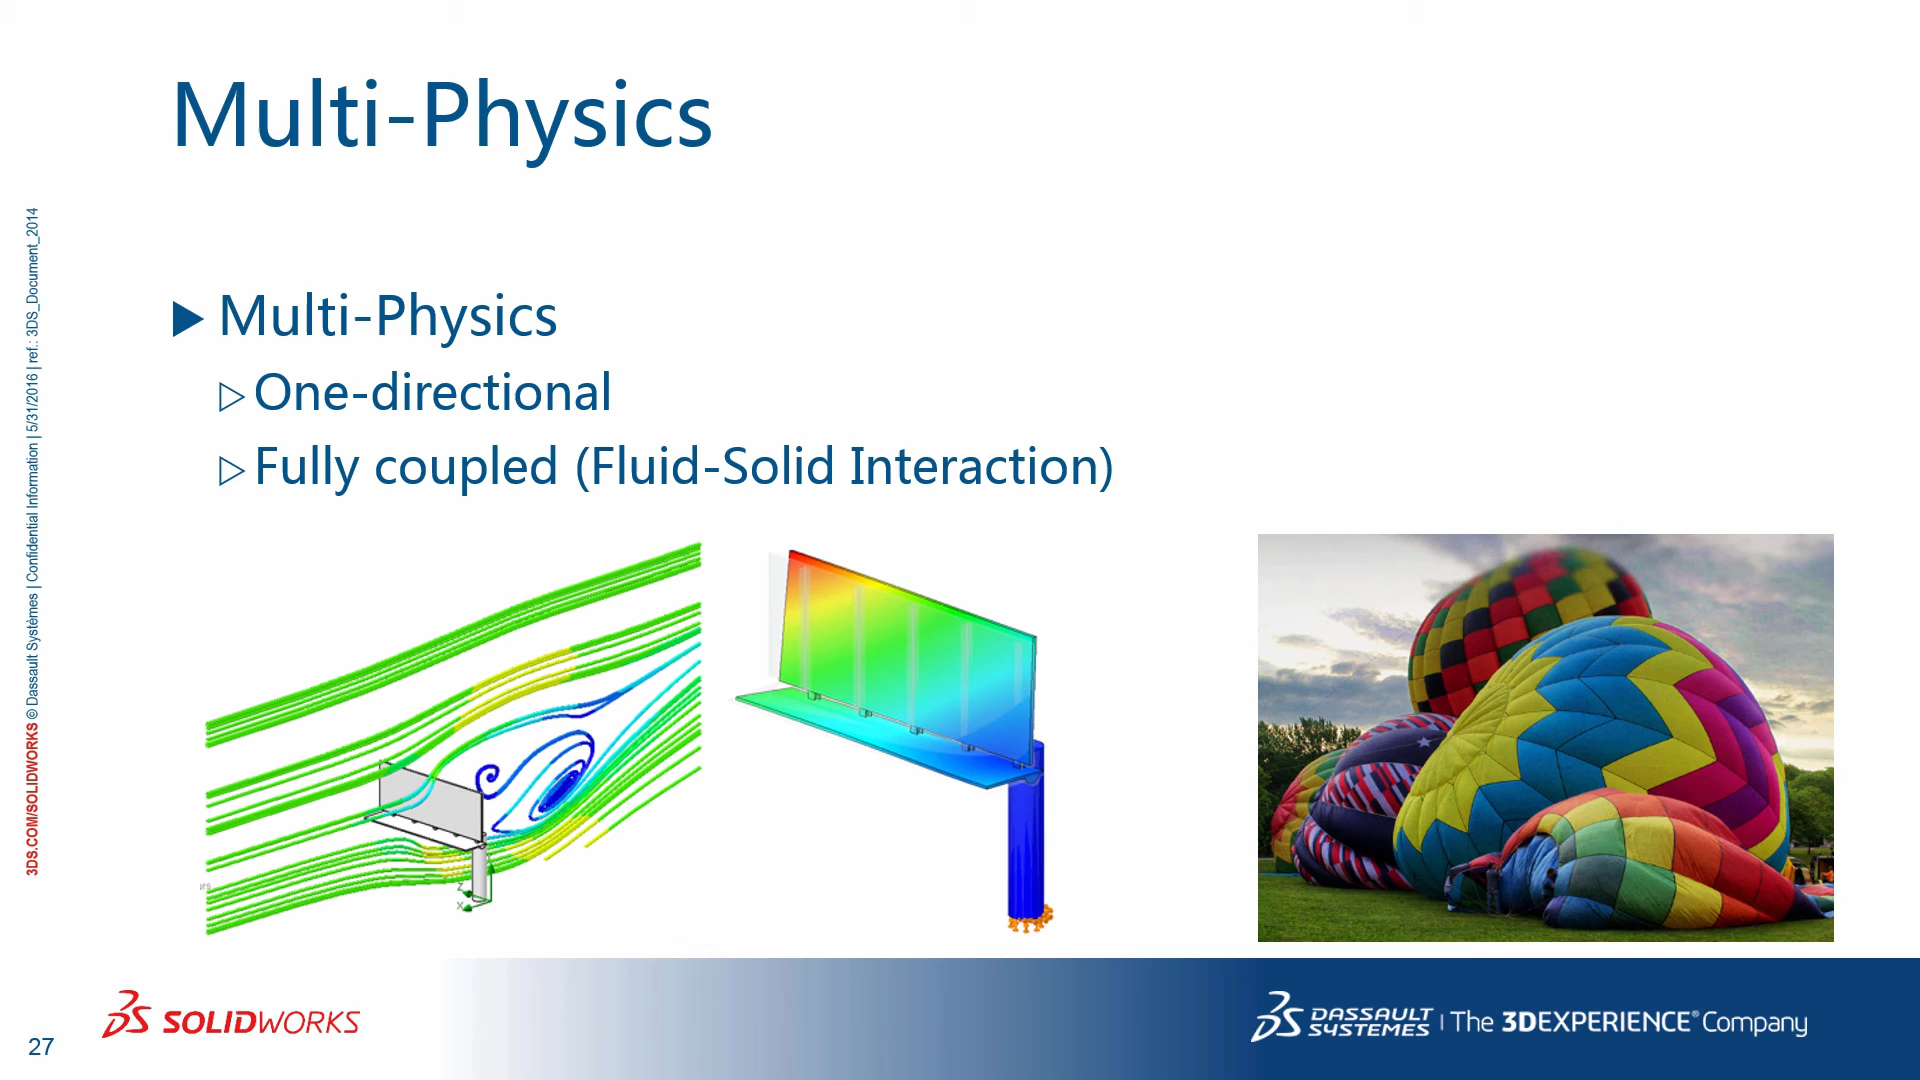 Multi-Physics
Multi-Physics
One-directional
Fully coupled (Fluid-Solid Interaction)
3DS.COM/SOLIDWORKS © Dassault Systèmes | Confidential Information | 5/31/2016 | ref.: 3DS_Document_2014
Z
X
27
SOLIDWORKS
DASSAULT SYSTEMES | The 3DEXPERIENCE® Company